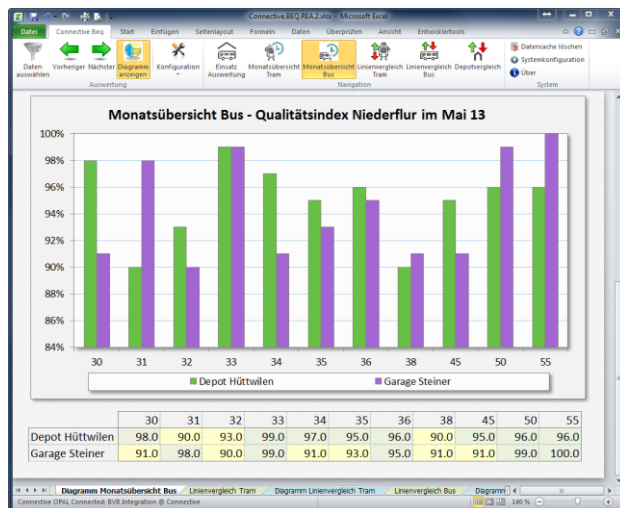 Connective.BEQ.REA.2.xlsx - Microsoft Excel
Datei Connective Beq Start Einfügen Seitenlayout Formeln Daten Überprüfen Ansicht Entwicklertools
Daten auswählen Vorheriger Nächster Diagramm anzeigen Konfiguration Einsatz Auswertung Monatsübersicht Tram Monatsübersicht Bus Linienvergleich Tram Linienvergleich Bus Depotvergleich Datencache löschen
Systemkonfiguration
Über
Auswertung Navigation System
Monatsübersicht Bus - Qualitätsindex Niederflur im Mai 13
100%
98%
96%
94%
92%
90%
88%
86%
84%
30 31 32 33 34 35 36 38 45 50 55
Depot Hüttwilen Garage Steiner
30 31 32 33 34 35 36 38 45 50 55
Depot Hüttwilen 98.0 90.0 93.0 99.0 97.0 95.0 96.0 90.0 95.0 96.0 96.0
Garage Steiner 91.0 98.0 90.0 99.0 91.0 93.0 95.0 91.0 91.0 99.0 100.0
Diagramm Monatsübersicht Bus Linienvergleich Tram Diagramm Linienvergleich Tram Linienvergleich Bus Diagramm
Connective OPAL Connected: BVB Integration @ Connective 140 %